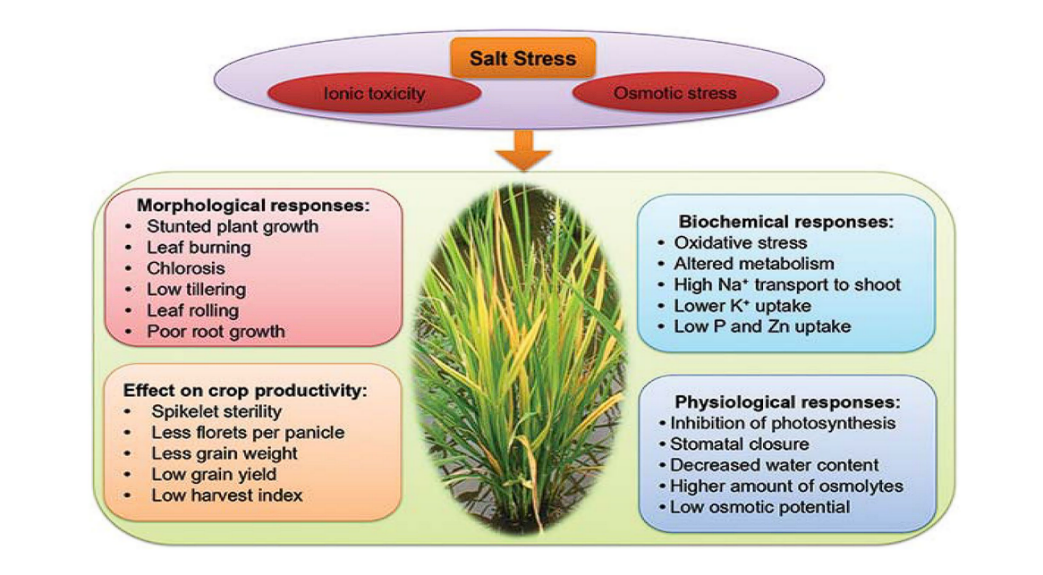 Salt Stress
Ionic toxicity
Osmotic stress
Morphological responses:
• Stunted plant growth
• Leaf burning
• Chlorosis
• Low tillering
• Leaf rolling
• Poor root growth
Effect on crop productivity:
• Spikelet sterility
• Less florets per panicle
• Less grain weight
• Low grain yield
• Low harvest index
Biochemical responses:
• Oxidative stress
• Altered metabolism
• High Na⁺ transport to shoot
• Lower K⁺ uptake
• Low P and Zn uptake
Physiological responses:
• Inhibition of photosynthesis
• Stomatal closure
• Decreased water content
• Higher amount of osmolytes
• Low osmotic potential